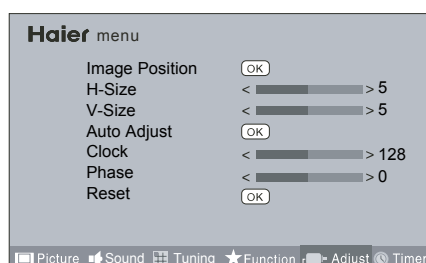 Haier menu
Image Position OK
H-Size < > 5
V-Size < > 5
Auto Adjust OK
Clock < > 128
Phase < > 0
Reset OK
Picture Sound Tuning Function Adjust Timer